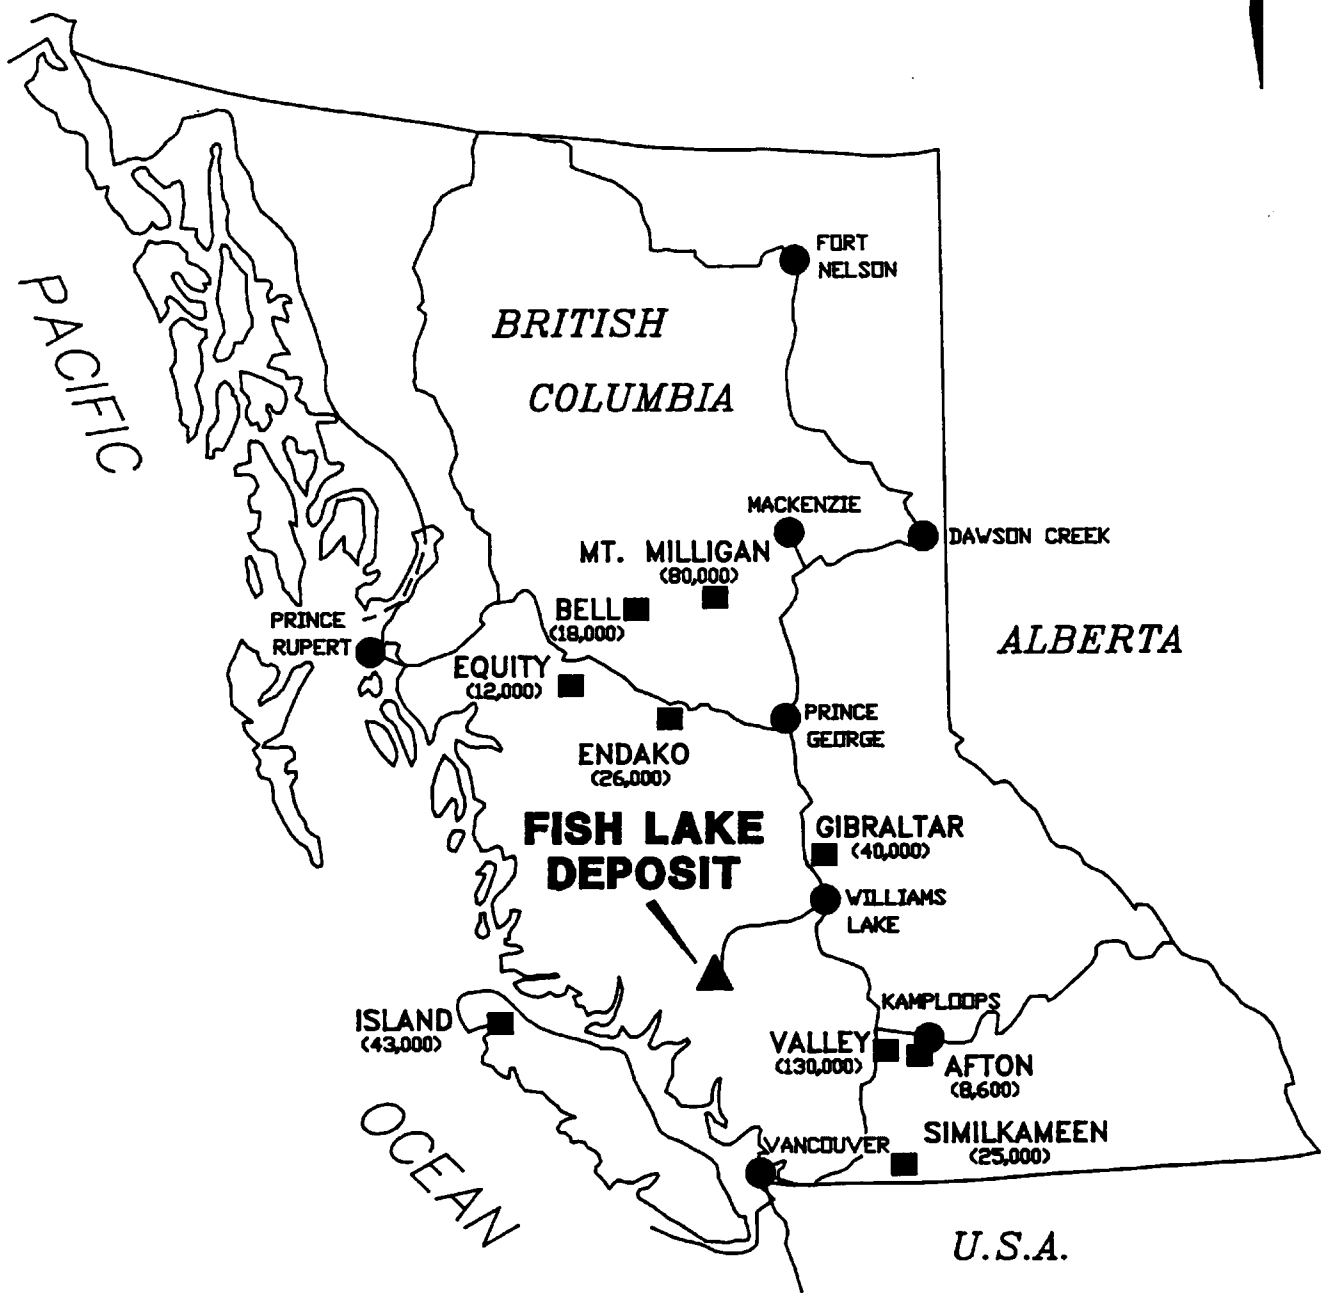 FORT
NELSON
PACIFIC
BRITISH
COLUMBIA
MACKENZIE
DAWSON CREEK
MT. MILLIGAN
(80,000)
BELL
(18,000)
PRINCE
RUPERT
ALBERTA
EQUITY
(12,000)
PRINCE
GEORGE
ENDAKO
(26,000)
FISH LAKE
DEPOSIT
GIBRALTAR
(40,000)
WILLIAMS
LAKE
KAMPLOOPS
ISLAND
(43,000)
VALLEY
(130,000)
AFTON
(8,600)
OCEAN
VANCOUVER
SIMILKAMEEN
(25,000)
U.S.A.